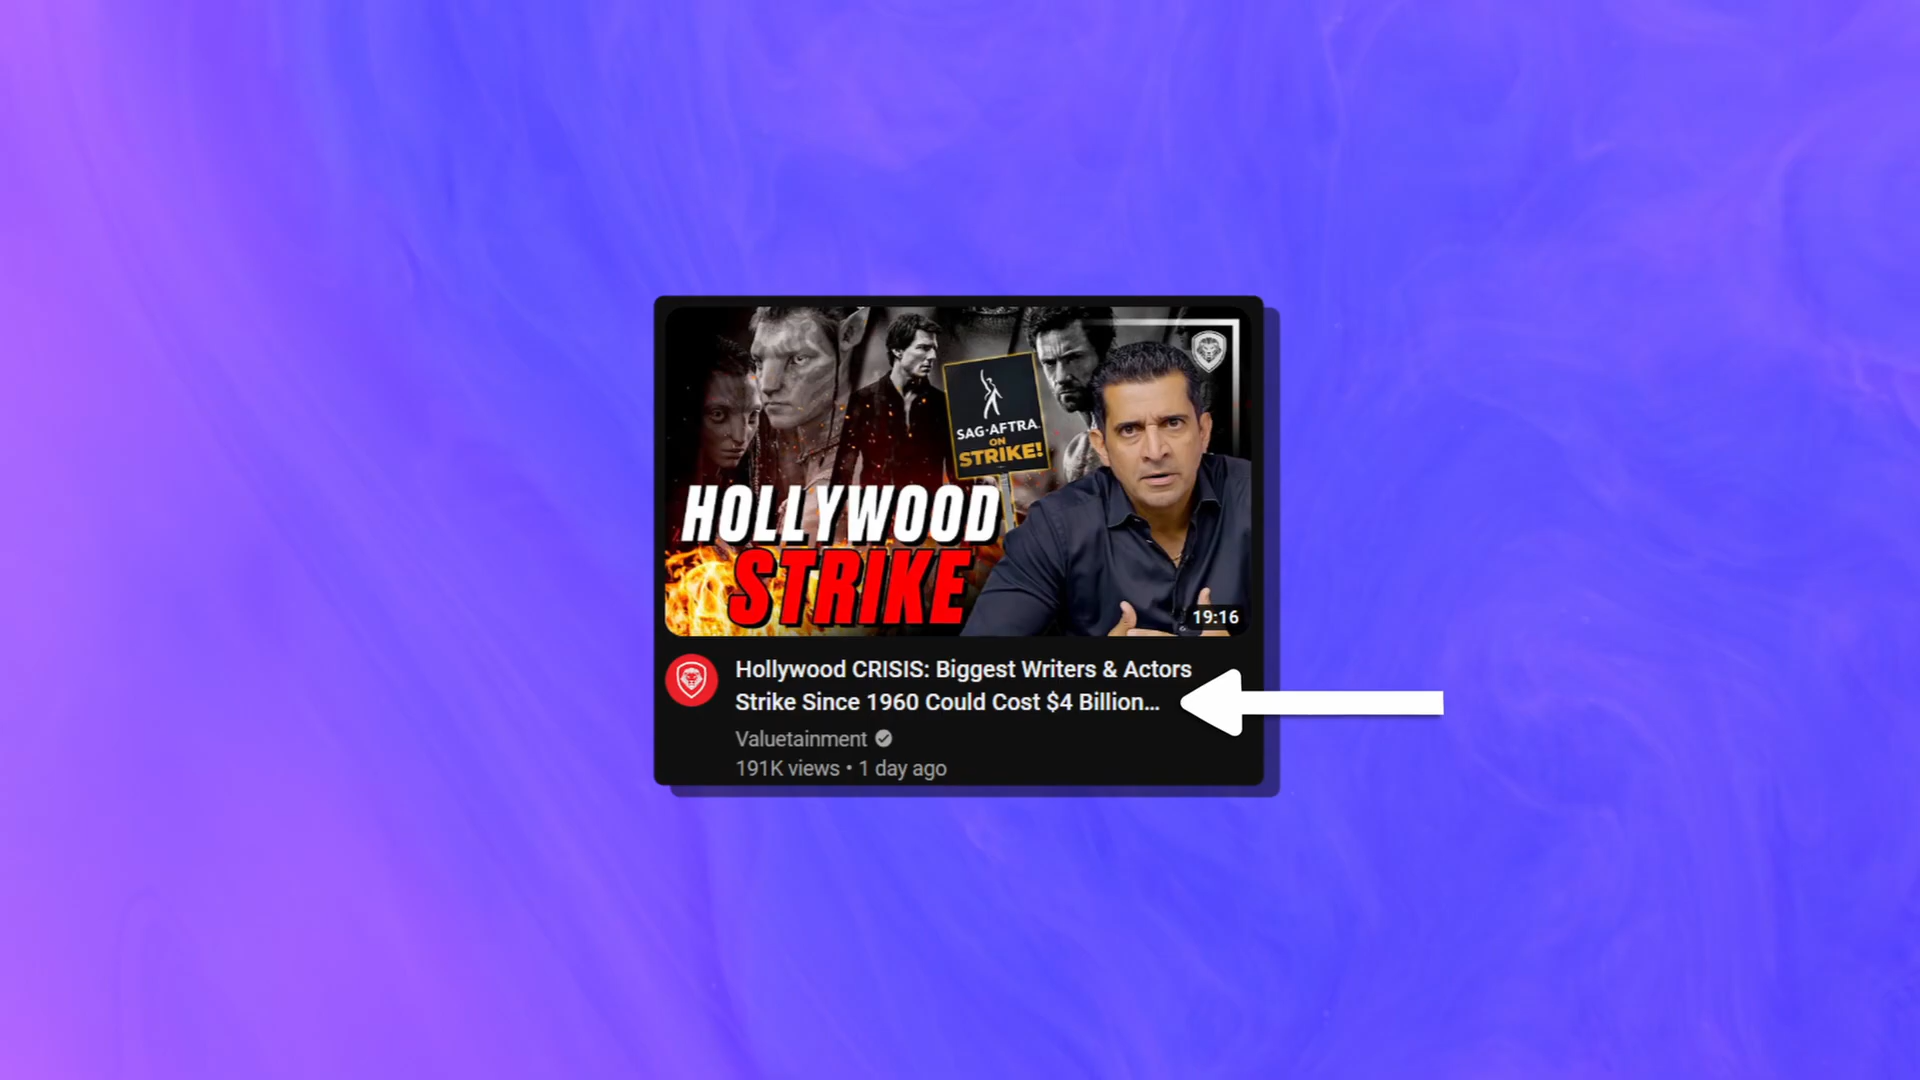 SAG·AFTRA.
ON
STRIKE!
HOLLYWOOD
STRIKE
19:16
Hollywood CRISIS: Biggest Writers & Actors
Strike Since 1960 Could Cost $4 Billion...
Valuetainment
191K views • 1 day ago